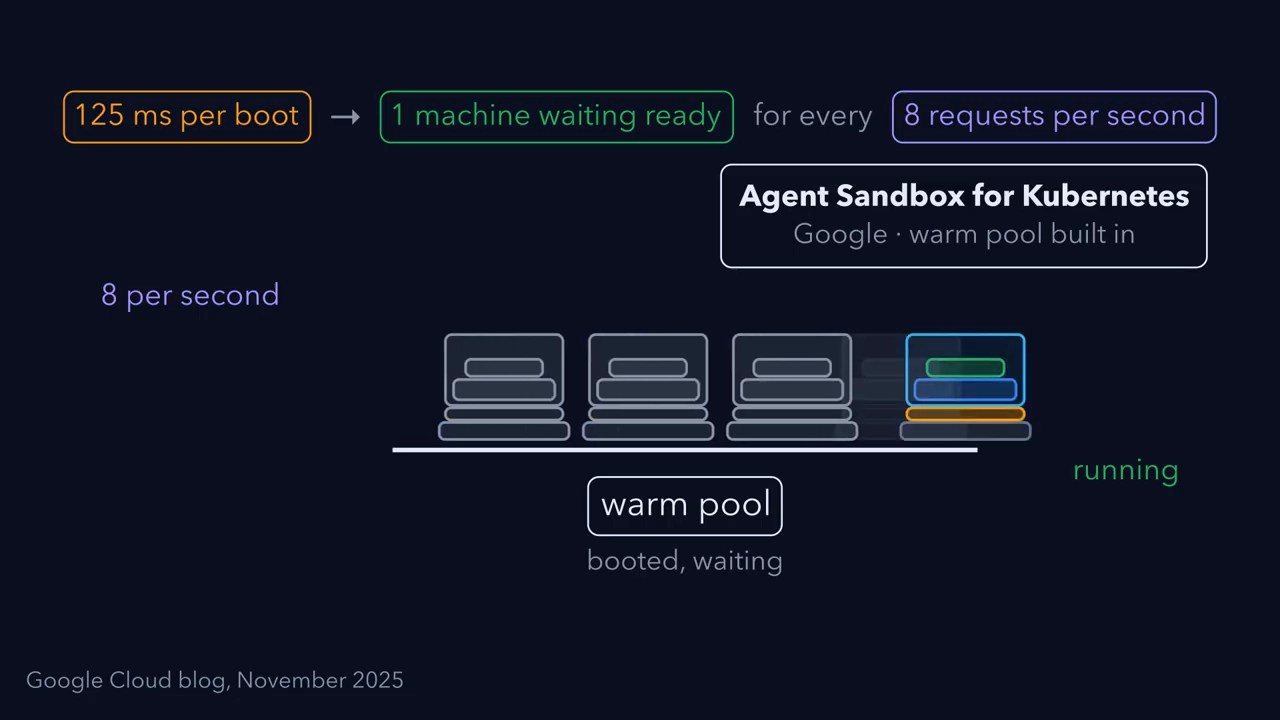 125 ms per boot → 1 machine waiting ready for every 8 requests per second
Agent Sandbox for Kubernetes
Google · warm pool built in
8 per second
running
warm pool
booted, waiting
Google Cloud blog, November 2025